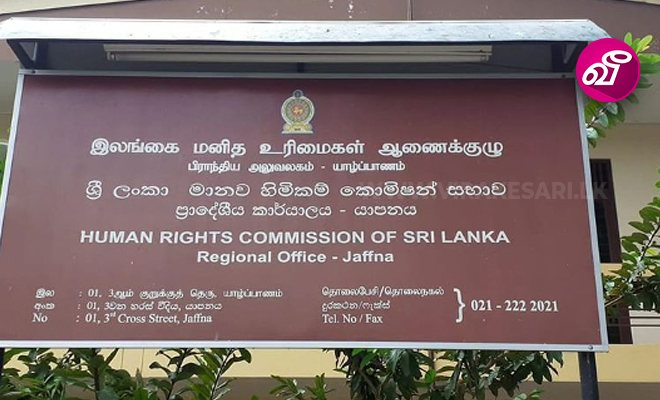 வீ
இலங்கை மனித உரிமைகள் ஆணைக்குழு
பிராந்திய அலுவலகம் - யாழ்ப்பாணம்
ශ්‍රී ලංකා මානව හිමිකම් කොමිෂන් සභාව
ප්‍රාදේශීය කාර්යාලය - යාපනය
HUMAN RIGHTS COMMISSION OF SRI LANKA
Regional Office - Jaffna
இல : 01, 3ஆம் குறுக்குத் தெரு, யாழ்ப்பாணம்
අංක : 01, 3වන හරස් වීදිය, යාපනය
No : 01, 3rd Cross Street, Jaffna
தொலைபேசி/தொலைநகல்
දුරකථන/ෆැක්ස්
Tel. No / Fax
021 - 222 2021